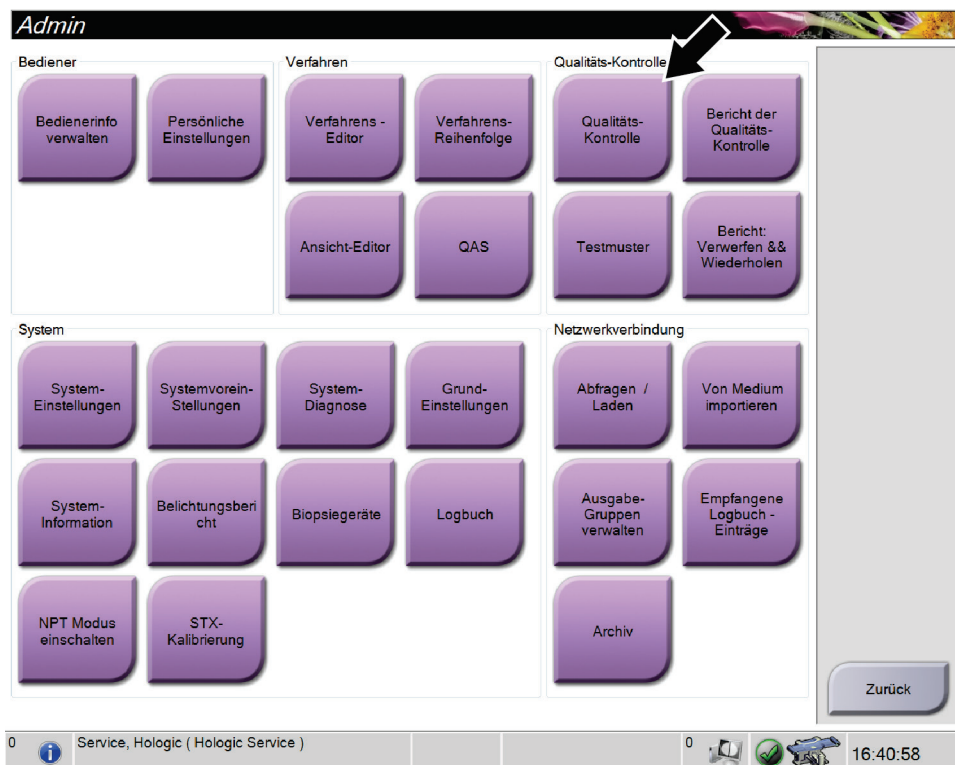 Admin
Bediener
Bedienerinfo
verwalten
Persönliche
Einstellungen
Verfahren
Verfahrens -
Editor
Verfahrens-
Reihenfolge
Ansicht-Editor
QAS
Qualitäts-Kontrolle
Qualitäts-
Kontrolle
Bericht der
Qualitäts-
Kontrolle
Testmuster
Bericht:
Verwerfen &&
Wiederholen
System
System-
Einstellungen
Systemvorein-
Stellungen
System-
Diagnose
Grund-
Einstellungen
System-
Information
Belichtungsberi
cht
Biopsiegeräte
Logbuch
NPT Modus
einschalten
STX-
Kalibrierung
Netzwerkverbindung
Abfragen /
Laden
Von Medium
importieren
Ausgabe-
Gruppen
verwalten
Empfangene
Logbuch -
Einträge
Archiv
Zurück
0
Service, Hologic ( Hologic Service )
0
16:40:58